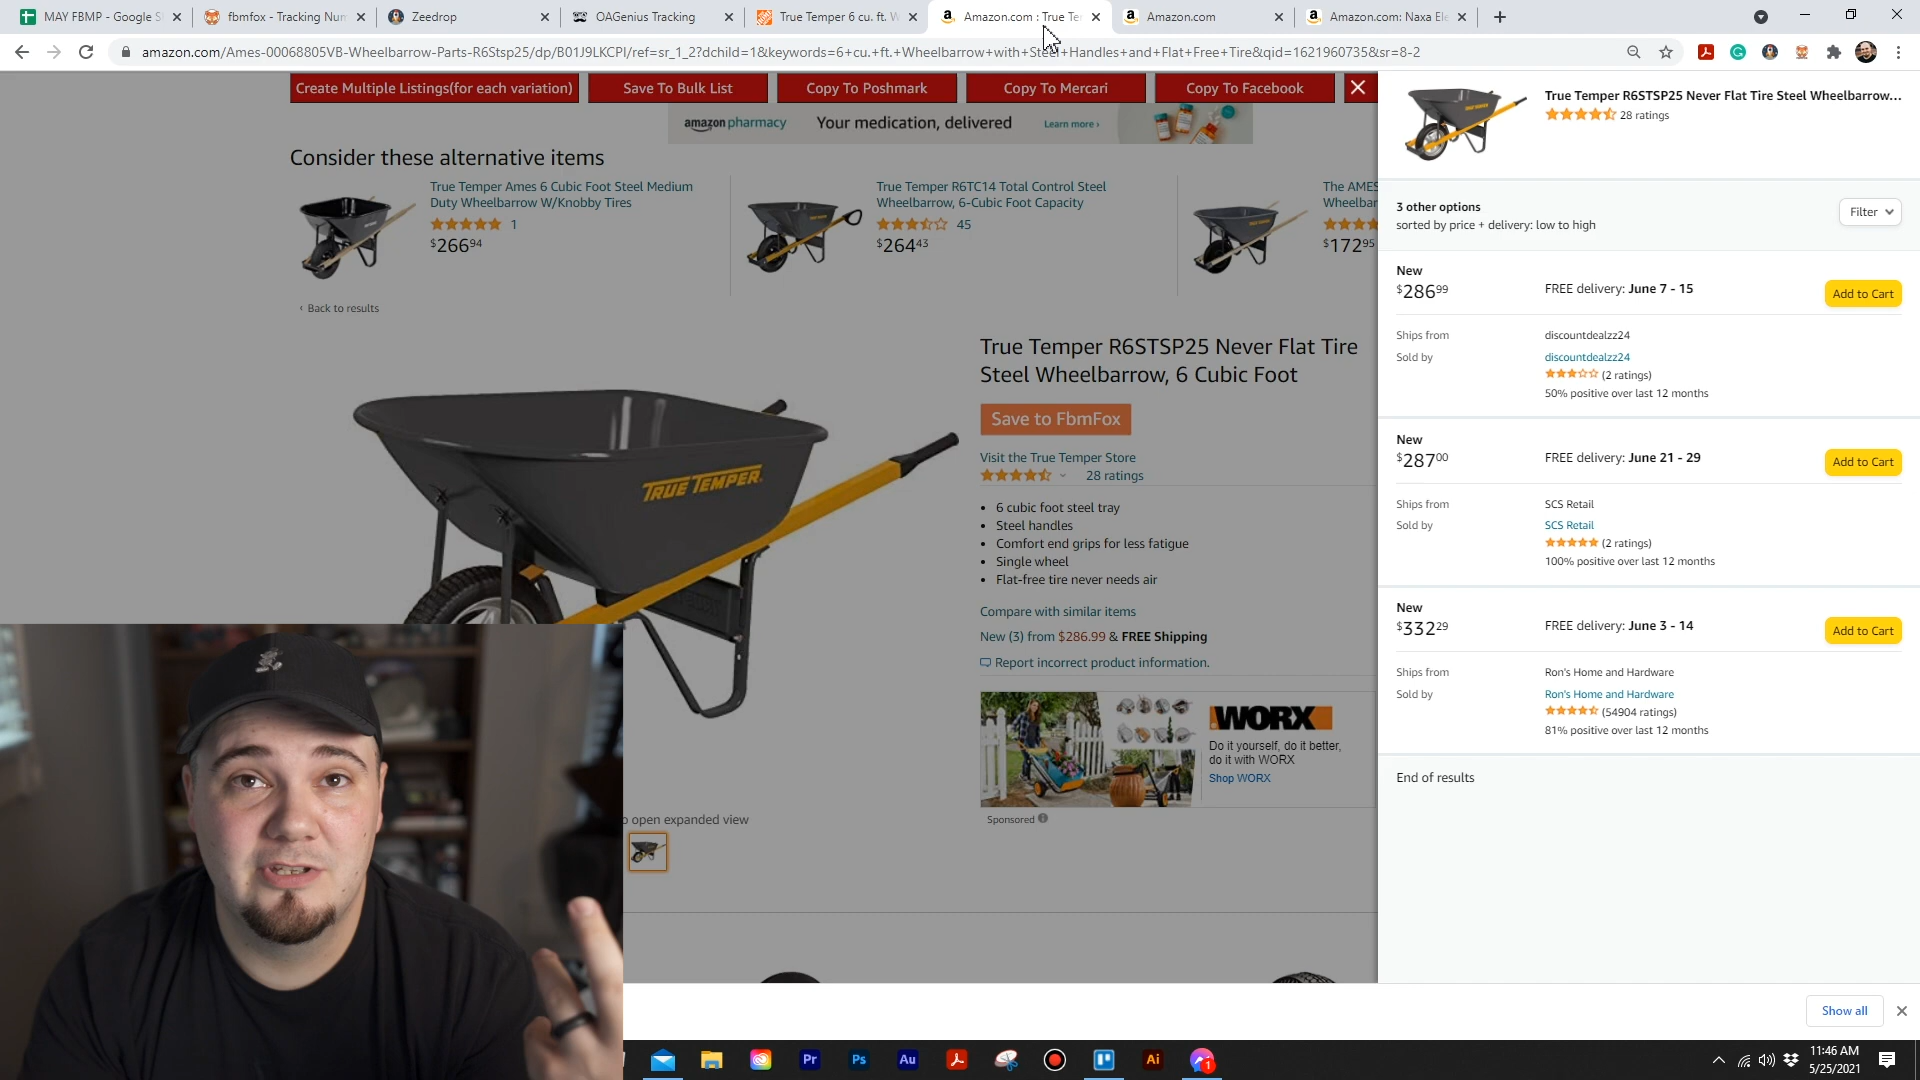 MAY FBMP - Google S
fbmfox - Tracking Num
Zeedrop
OAGenius Tracking
True Temper 6 cu. ft. W
Amazon.com : True Te
Amazon.com
Amazon.com: Naxa Ele
amazon.com/Ames-00068805VB-Wheelbarrow-Parts-R6Stsp25/dp/B01J9LKCPI/ref=sr_1_2?dchild=1&keywords=6+cu.+ft.+Wheelbarrow+with+Steel+Handles+and+Flat+Free+Tire&qid=1621960735&sr=8-2
Create Multiple Listings(for each variation)
Save To Bulk List
Copy To Poshmark
Copy To Mercari
Copy To Facebook
amazon pharmacy
Your medication, delivered
Learn more ›
Consider these alternative items
True Temper Ames 6 Cubic Foot Steel Medium
Duty Wheelbarrow W/Knobby Tires
1
$266 94
True Temper R6TC14 Total Control Steel
Wheelbarrow, 6-Cubic Foot Capacity
45
$264 43
The AMES
Wheelbar
$172 95
‹ Back to results
TRUE TEMPER
True Temper R6STSP25 Never Flat Tire
Steel Wheelbarrow, 6 Cubic Foot
Save to FbmFox
Visit the True Temper Store
28 ratings
• 6 cubic foot steel tray
• Steel handles
• Comfort end grips for less fatigue
• Single wheel
• Flat-free tire never needs air
Compare with similar items
New (3) from $286.99 & FREE Shipping
Report incorrect product information.
WORX
Do it yourself, do it better,
do it with WORX
Shop WORX
Sponsored
o open expanded view
True Temper R6STSP25 Never Flat Tire Steel Wheelbarrow...
28 ratings
3 other options
sorted by price + delivery: low to high
Filter
New
$286 99
FREE delivery: June 7 - 15
Add to Cart
Ships from
discountdealzz24
Sold by
discountdealzz24
(2 ratings)
50% positive over last 12 months
New
$287 00
FREE delivery: June 21 - 29
Add to Cart
Ships from
SCS Retail
Sold by
SCS Retail
(2 ratings)
100% positive over last 12 months
New
$332 29
FREE delivery: June 3 - 14
Add to Cart
Ships from
Ron's Home and Hardware
Sold by
Ron's Home and Hardware
(54904 ratings)
81% positive over last 12 months
End of results
Show all
Pr
Ps
Au
Ai
1
11:46 AM
5/25/2021